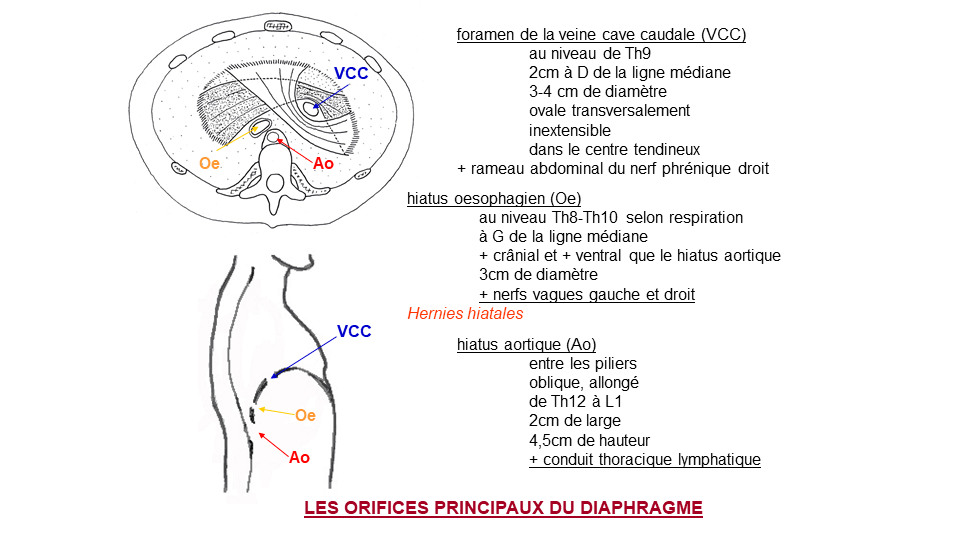 VCC
Oe
Ao
foramen de la veine cave caudale (VCC)
au niveau de Th9
2cm à D de la ligne médiane
3-4 cm de diamètre
ovale transversalement
inextensible
dans le centre tendineux
+ rameau abdominal du nerf phrénique droit
hiatus oesophagien (Oe)
au niveau Th8-Th10 selon respiration
à G de la ligne médiane
+ crânial et + ventral que le hiatus aortique
3cm de diamètre
+ nerfs vagues gauche et droit
Hernies hiatales
VCC
Oe
Ao
hiatus aortique (Ao)
entre les piliers
oblique, allongé
de Th12 à L1
2cm de large
4,5cm de hauteur
+ conduit thoracique lymphatique
LES ORIFICES PRINCIPAUX DU DIAPHRAGME